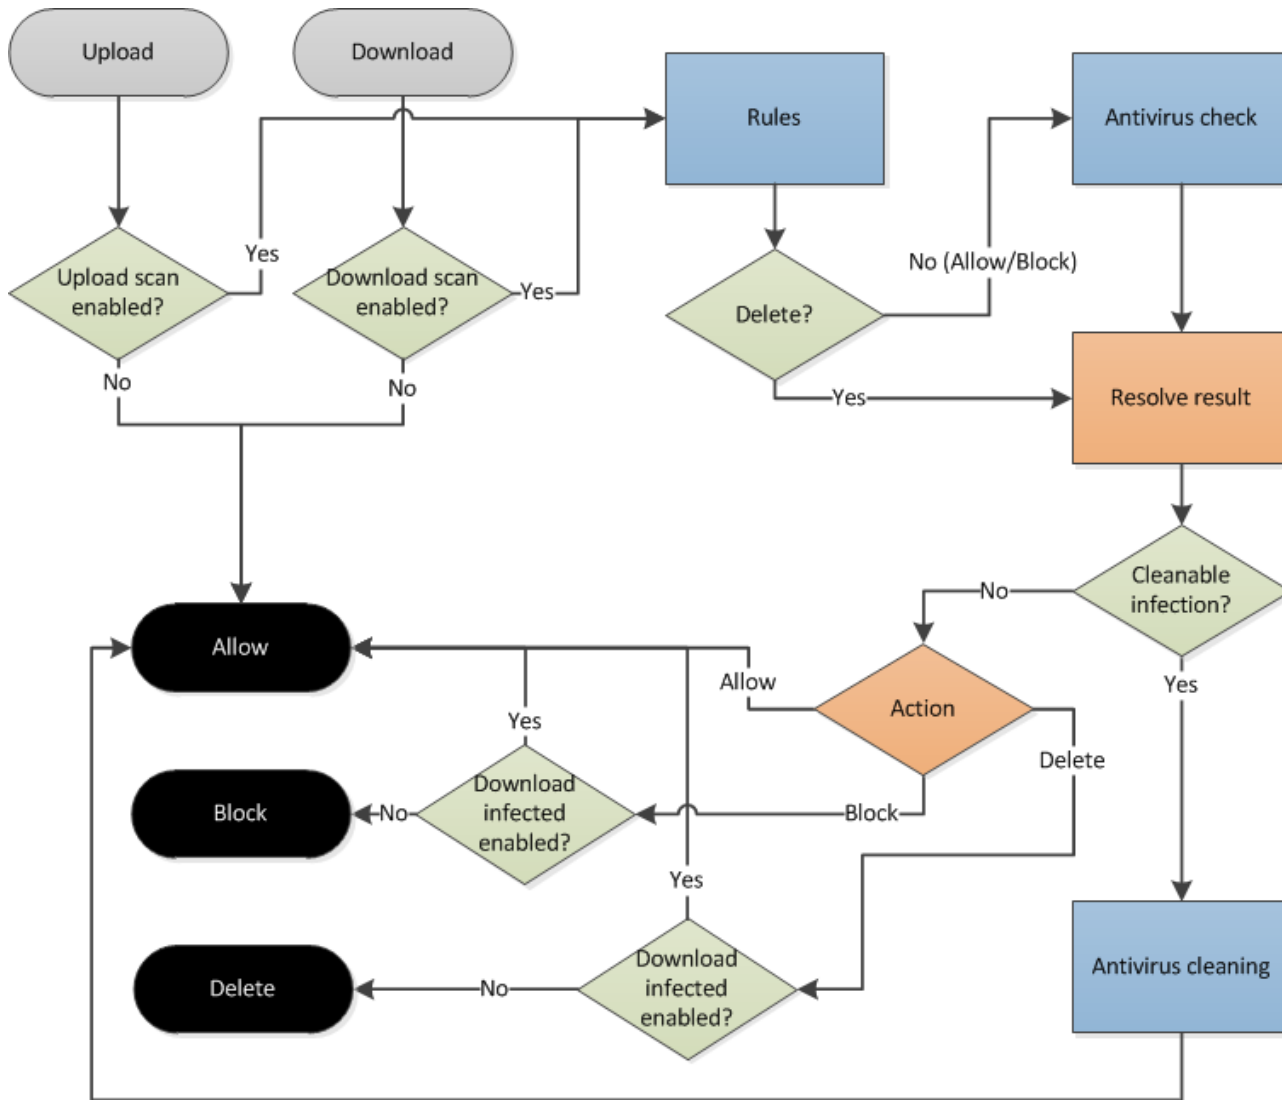 Upload
Download
Rules
Antivirus check
Yes
Upload scan
enabled?
Download scan
enabled?
Yes
No (Allow/Block)
Delete?
No
No
Yes
Resolve result
Cleanable
infection?
No
Allow
Allow
Action
Yes
Yes
Delete
Download
infected
enabled?
Block
No
Block
Yes
Download
infected
enabled?
Delete
No
Antivirus cleaning